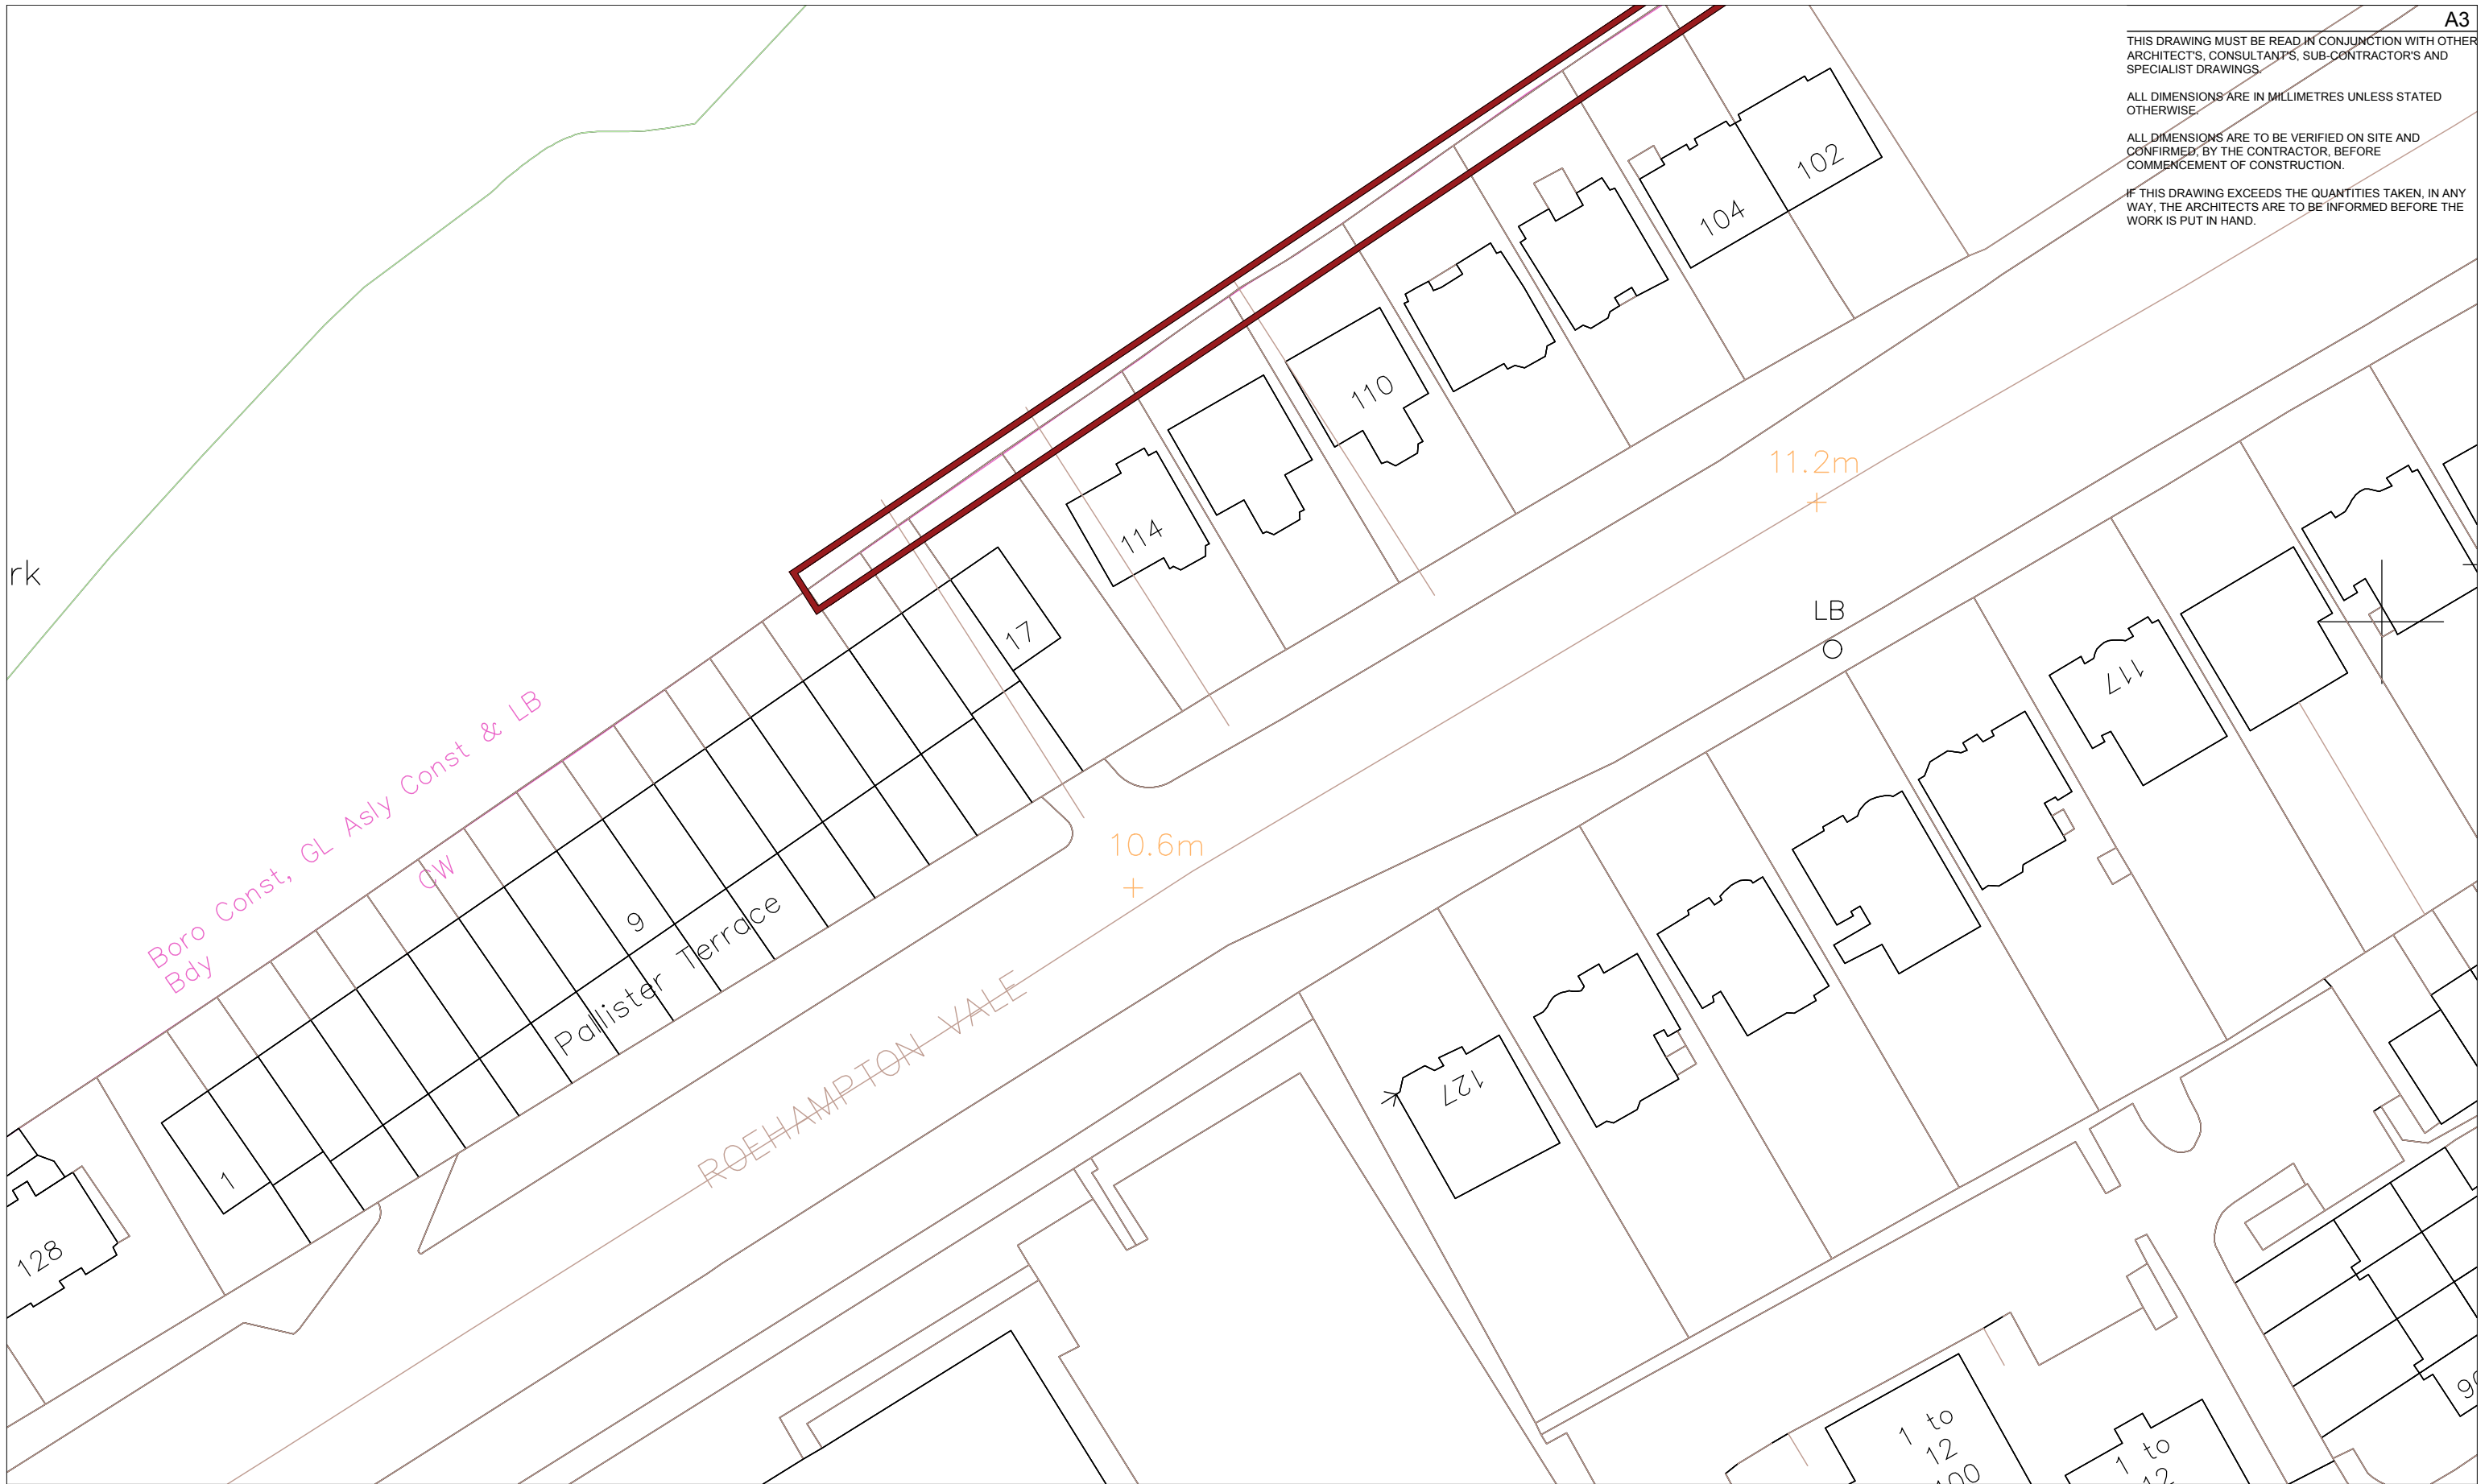 A3
THIS DRAWING MUST BE READ IN CONJUNCTION WITH OTHER
ARCHITECT'S, CONSULTANT'S, SUB-CONTRACTOR'S AND
SPECIALIST DRAWINGS.
ALL DIMENSIONS ARE IN MILLIMETRES UNLESS STATED
OTHERWISE.
ALL DIMENSIONS ARE TO BE VERIFIED ON SITE AND
CONFIRMED, BY THE CONTRACTOR, BEFORE
COMMENCEMENT OF CONSTRUCTION.
IF THIS DRAWING EXCEEDS THE QUANTITIES TAKEN, IN ANY
WAY, THE ARCHITECTS ARE TO BE INFORMED BEFORE THE
WORK IS PUT IN HAND.
102
104
110
11.2m
114
rk
LB
17
117
Boro Const, GL Asly Const & LB
Bdy
CW
10.6m
9
Pallister Terrace
ROEHAMPTON VALE
127
1
128
1 to
12
1 to
12